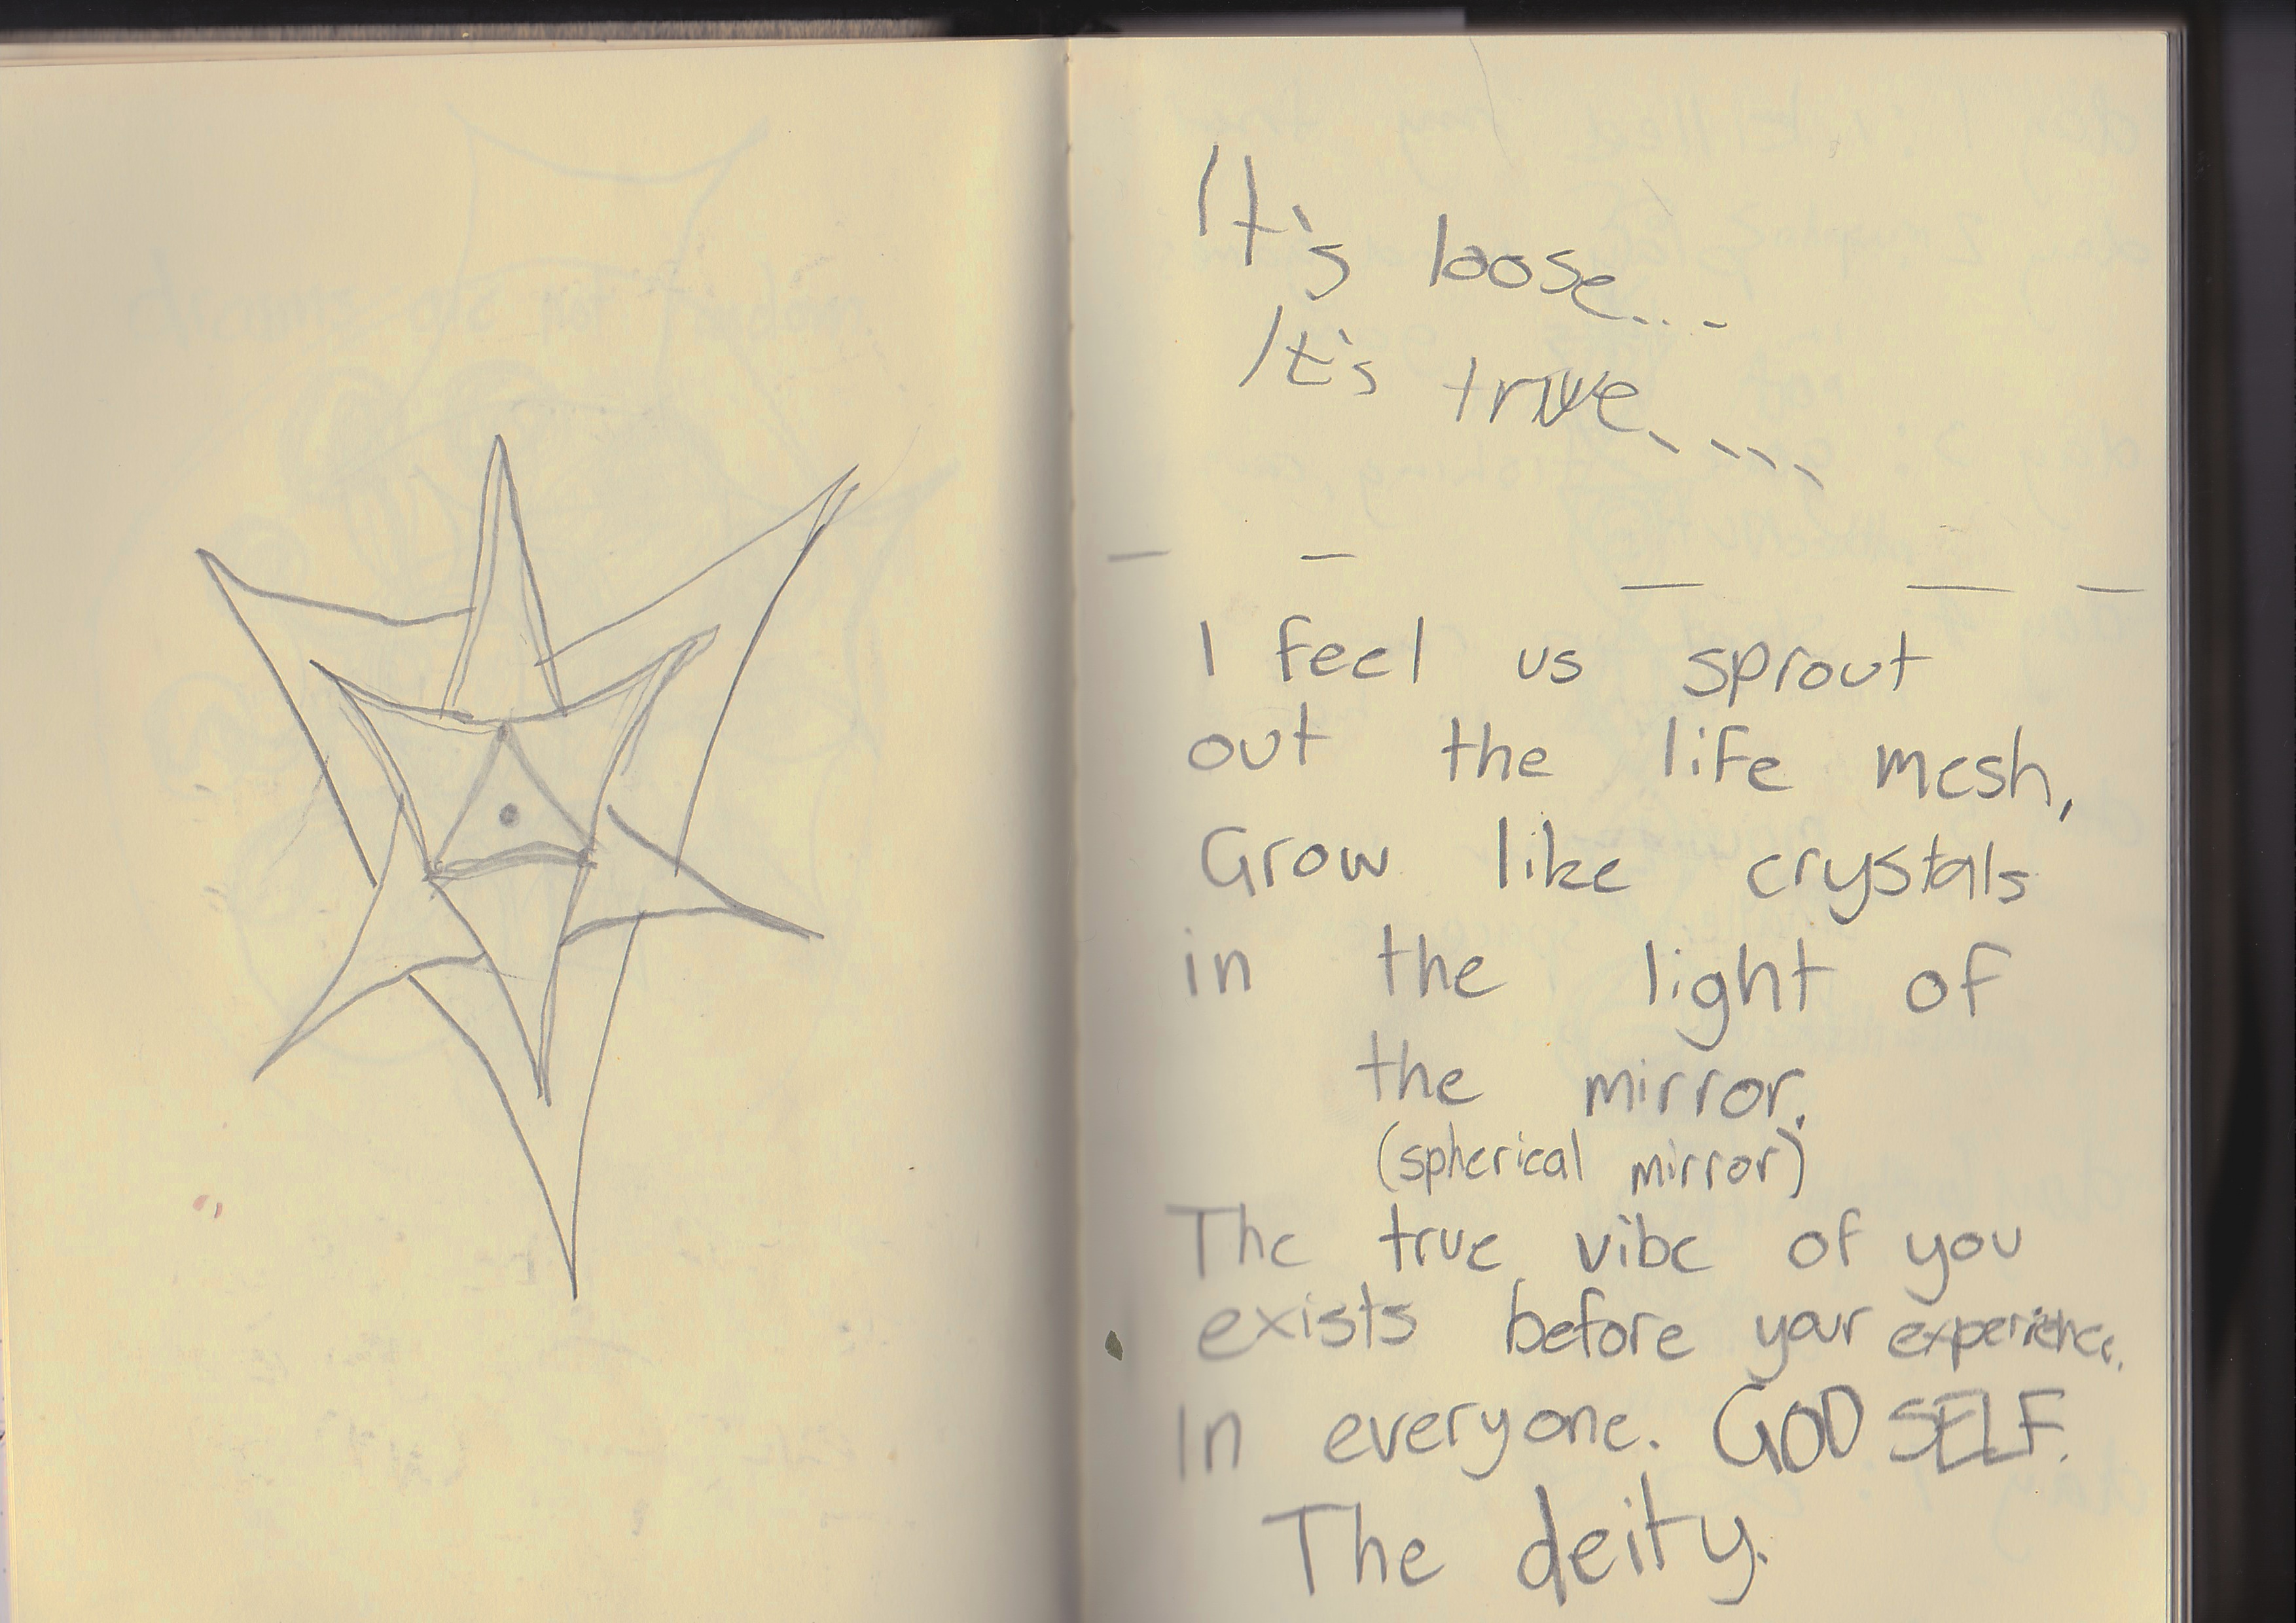 It's loose...
It's true....
I feel us sprout
out the life mesh,
Grow like crystals
in the light of
the mirror.
(spherical mirror)
The true vibe of you
exists before your experience.
In everyone. GOD SELF.
The deity.